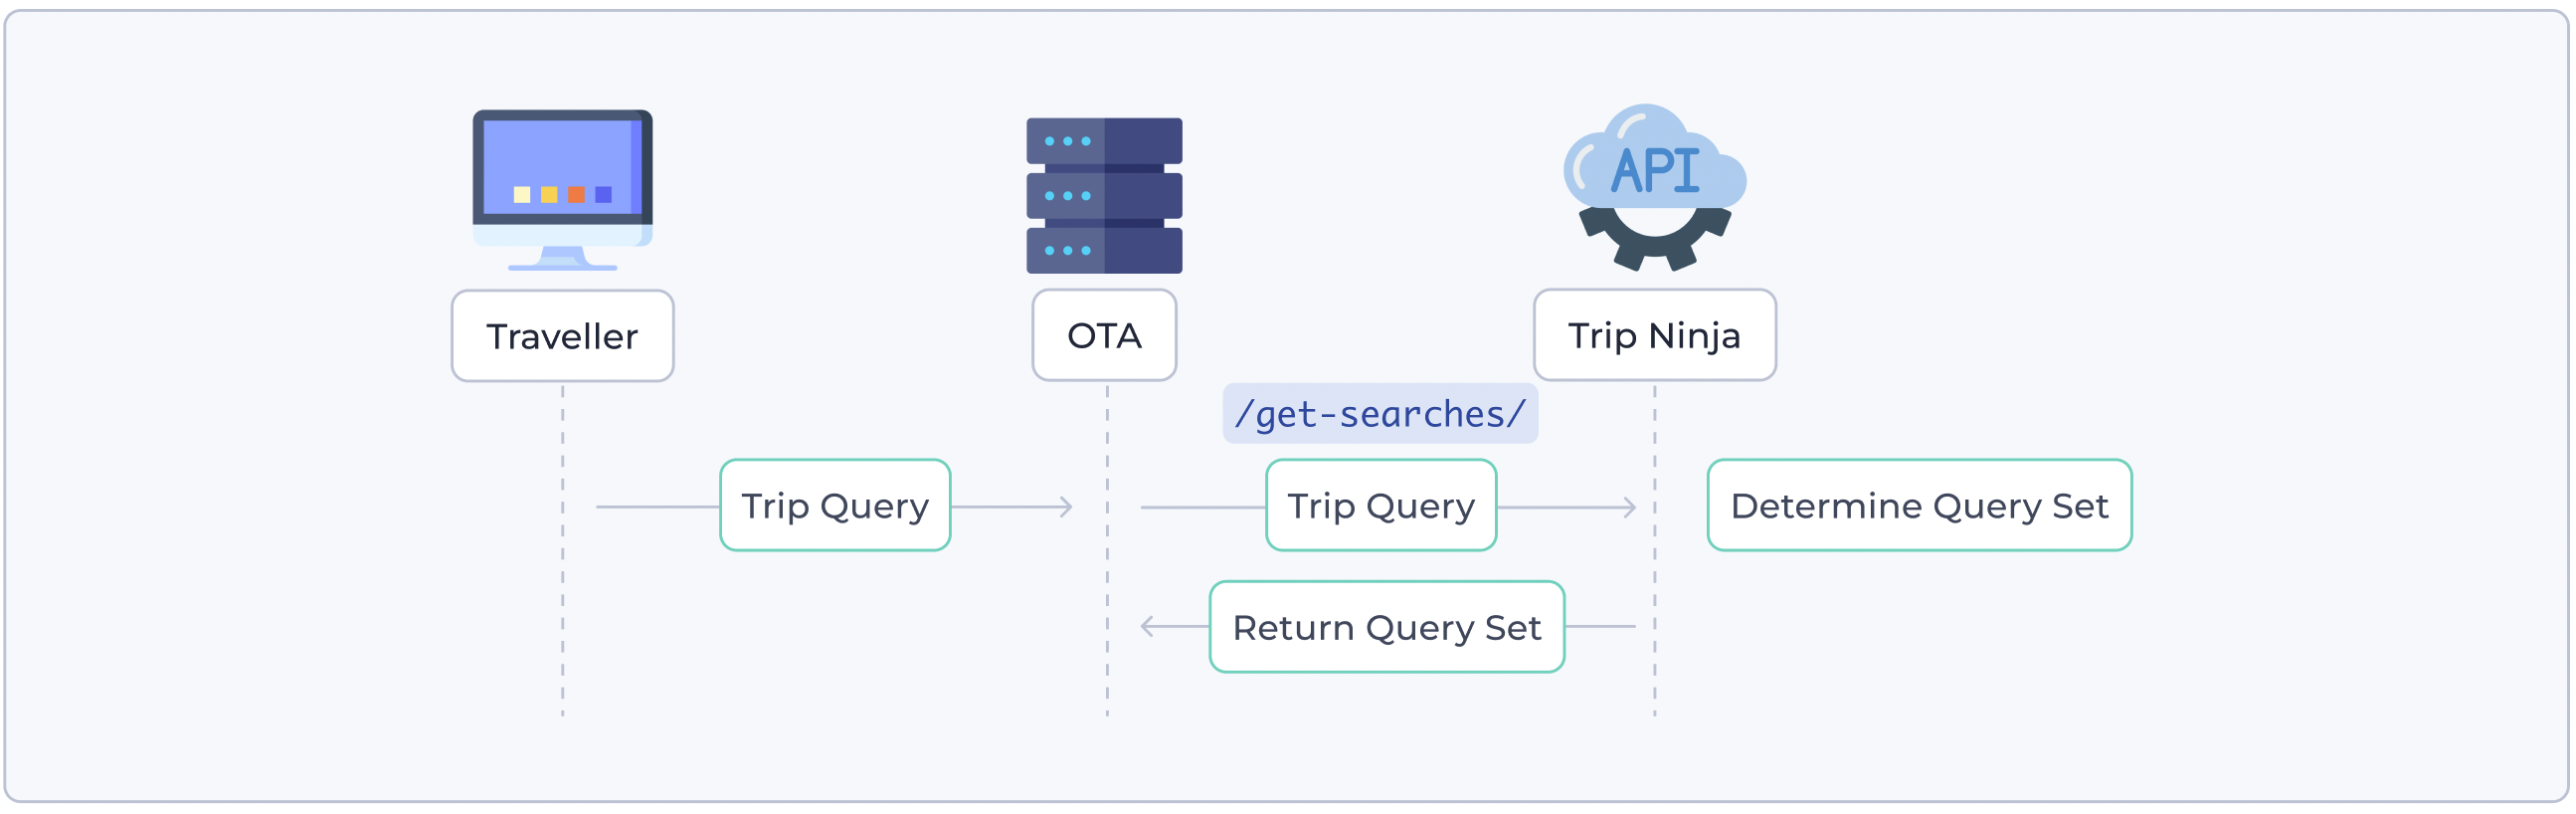 API
Traveller
OTA
Trip Ninja
/get-searches/
Trip Query
Trip Query
Determine Query Set
Return Query Set